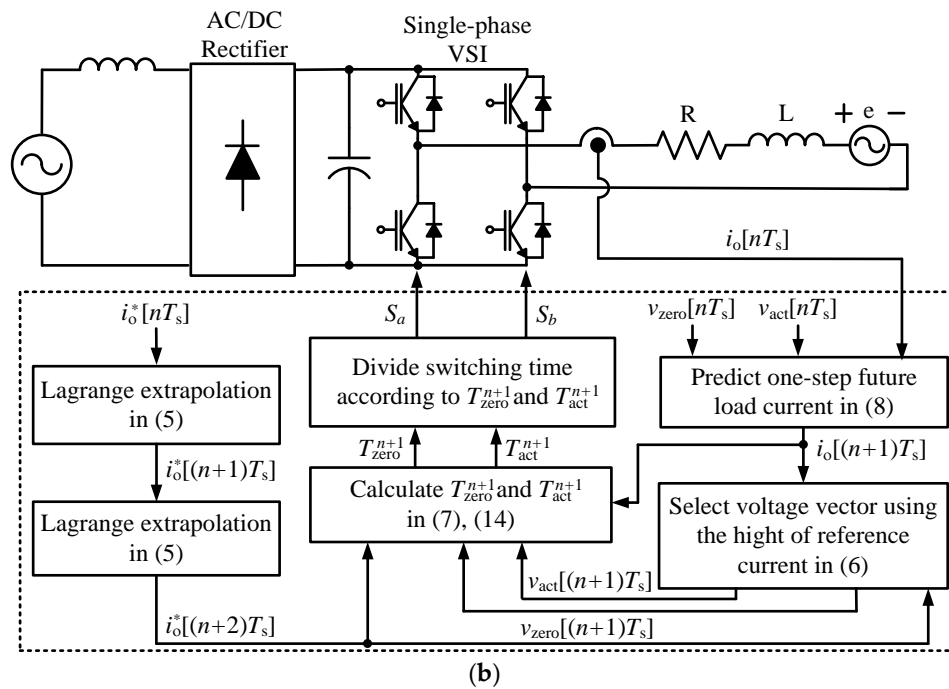 AC/DC
Rectifier
Single-phase
VSI
R
L
+ e −
i_o[nT_s]
i_o^*[nT_s]
S_a
S_b
v_zero[nT_s]
v_act[nT_s]
Lagrange extrapolation
in (5)
Divide switching time
according to T_zero^{n+1} and T_act^{n+1}
Predict one-step future
load current in (8)
i_o^*[(n+1)T_s]
T_zero^{n+1}
T_act^{n+1}
i_o[(n+1)T_s]
Lagrange extrapolation
in (5)
Calculate T_zero^{n+1} and T_act^{n+1}
in (7), (14)
Select voltage vector using
the hight of reference
current in (6)
v_act[(n+1)T_s]
i_o^*[(n+2)T_s]
v_zero[(n+1)T_s]
(b)